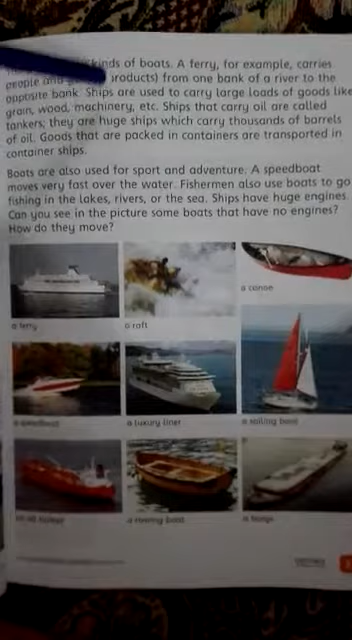 kinds of boats. A ferry, for example, carries
people and products) from one bank of a river to the
opposite bank. Ships are used to carry large loads of goods like
grain, wood, machinery, etc. Ships that carry oil are called
tankers; they are huge ships which carry thousands of barrels
of oil. Goods that are packed in containers are transported in
container ships.
Boats are also used for sport and adventure. A speedboat
moves very fast over the water. Fishermen also use boats to go
fishing in the lakes, rivers, or the sea. Ships have huge engines.
Can you see in the picture some boats that have no engines?
How do they move?
a canoe
a ferry
a raft
a speedboat
a luxury liner
a sailing boat
an oil tanker
a rowing boat
a barge